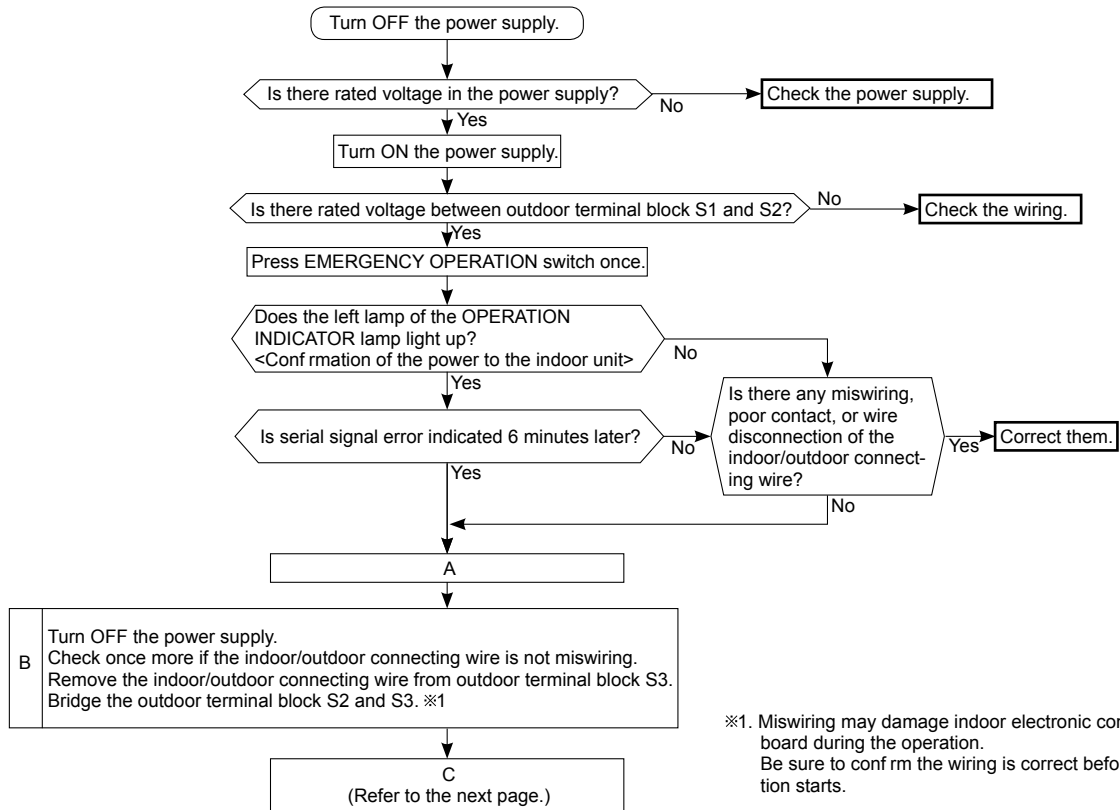 Turn OFF the power supply.
Is there rated voltage in the power supply?
No
Check the power supply.
Yes
Turn ON the power supply.
Is there rated voltage between outdoor terminal block S1 and S2?
No
Check the wiring.
Yes
Press EMERGENCY OPERATION switch once.
Does the left lamp of the OPERATION
INDICATOR lamp light up?
<Conf rmation of the power to the indoor unit>
No
Yes
Is there any miswiring,
poor contact, or wire
disconnection of the
indoor/outdoor connect-
ing wire?
Yes
Correct them.
Is serial signal error indicated 6 minutes later?
No
Yes
No
A
B
Turn OFF the power supply.
Check once more if the indoor/outdoor connecting wire is not miswiring.
Remove the indoor/outdoor connecting wire from outdoor terminal block S3.
Bridge the outdoor terminal block S2 and S3. ※1
※1. Miswiring may damage indoor electronic con
board during the operation.
Be sure to conf rm the wiring is correct befo
tion starts.
C
(Refer to the next page.)